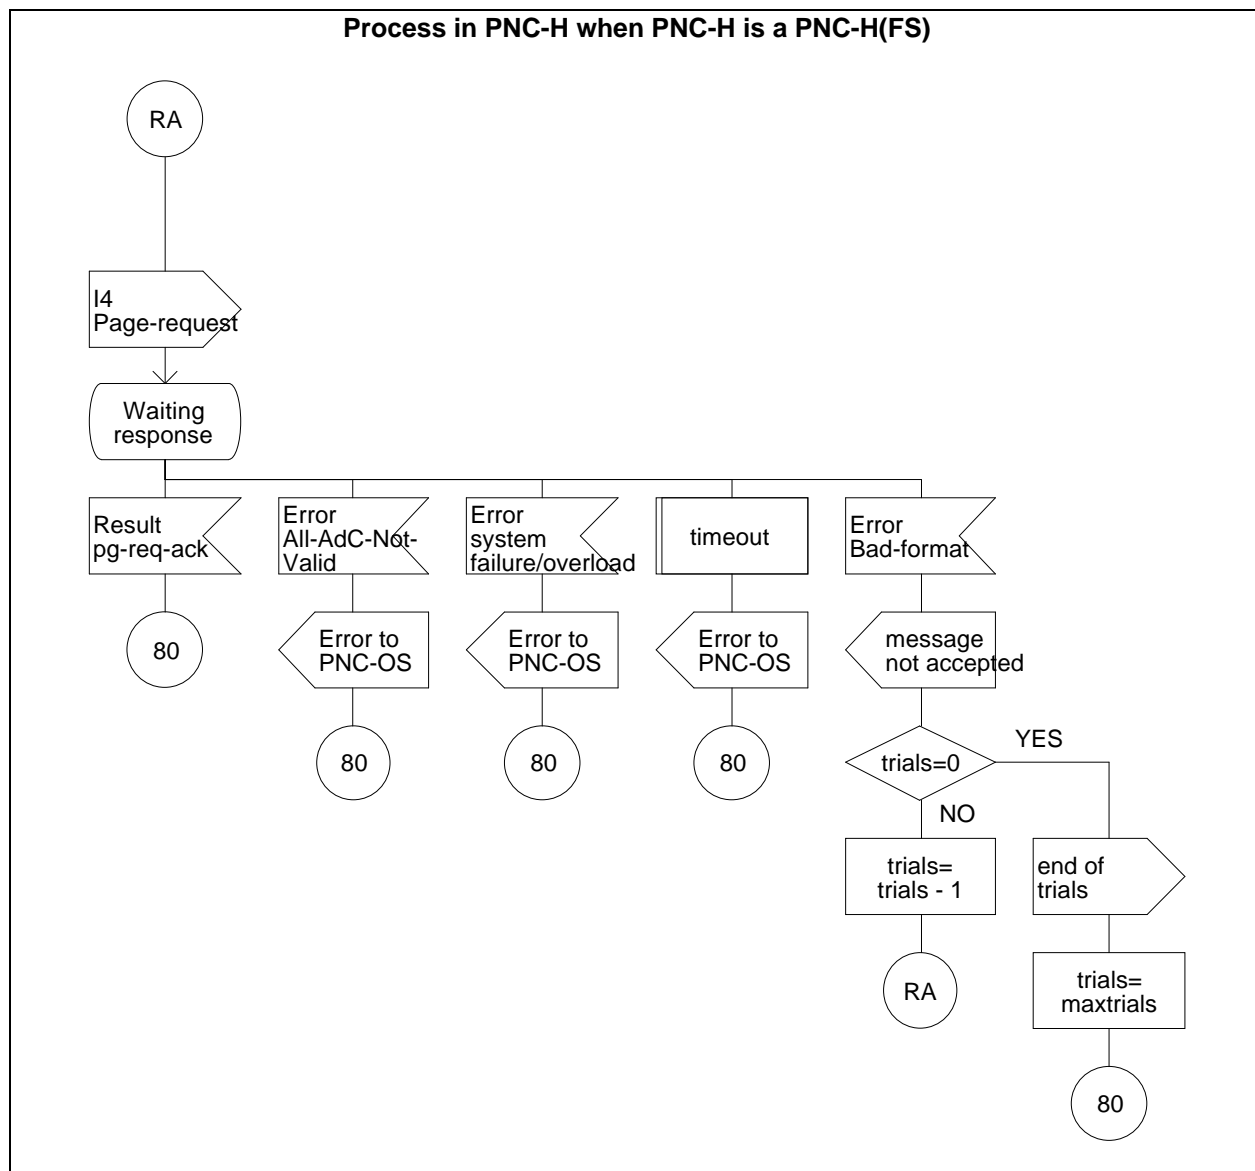 Process in PNC-H when PNC-H is a PNC-H(FS)
RA
I4
Page-request
Waiting
response
Result
pg-req-ack
Error
All-AdC-Not-
Valid
Error
system
failure/overload
timeout
Error
Bad-format
80
Error to
PNC-OS
Error to
PNC-OS
Error to
PNC-OS
message
not accepted
80
80
80
trials=0
YES
NO
trials=
trials - 1
end of
trials
RA
trials=
maxtrials
80